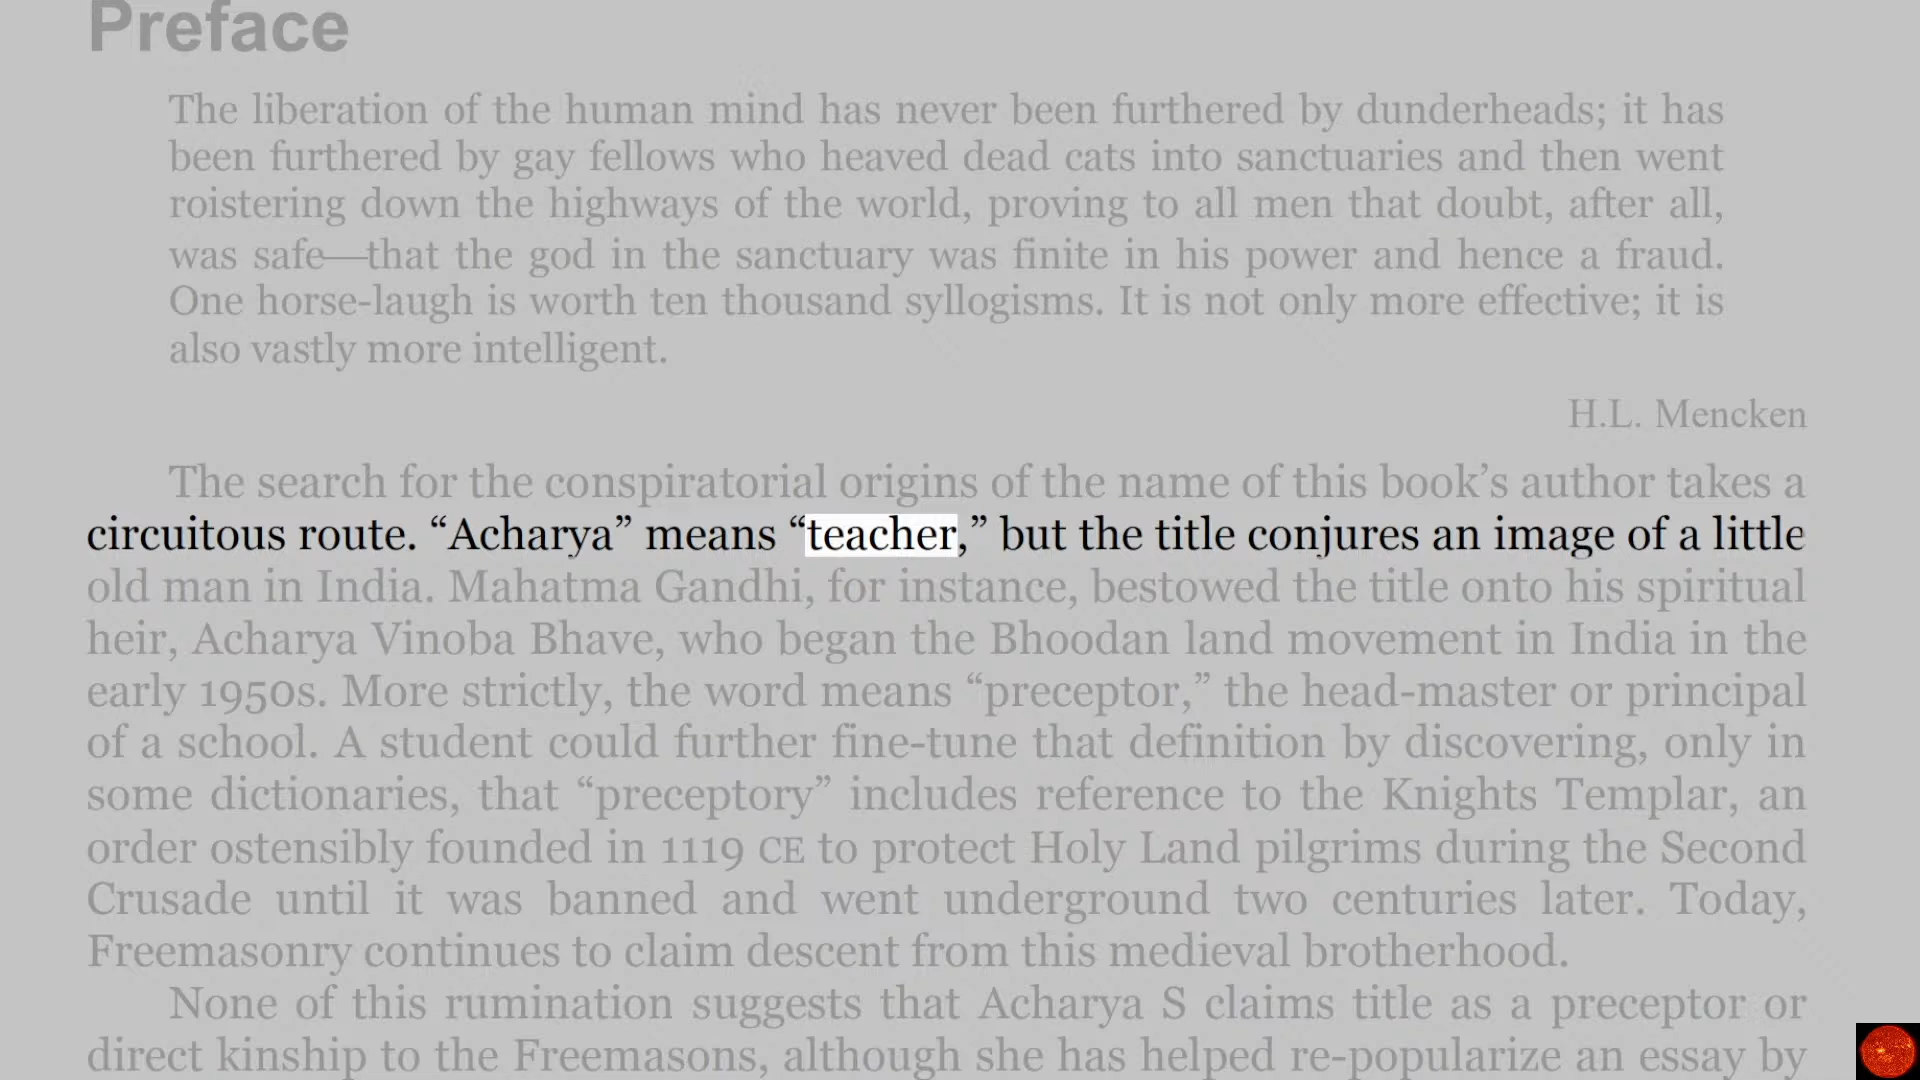 Preface
The liberation of the human mind has never been furthered by dunderheads; it has
been furthered by gay fellows who heaved dead cats into sanctuaries and then went
roistering down the highways of the world, proving to all men that doubt, after all,
was safe—that the god in the sanctuary was finite in his power and hence a fraud.
One horse-laugh is worth ten thousand syllogisms. It is not only more effective; it is
also vastly more intelligent.
H.L. Mencken
The search for the conspiratorial origins of the name of this book’s author takes a
circuitous route. “Acharya” means “teacher,” but the title conjures an image of a little
old man in India. Mahatma Gandhi, for instance, bestowed the title onto his spiritual
heir, Acharya Vinoba Bhave, who began the Bhoodan land movement in India in the
early 1950s. More strictly, the word means “preceptor,” the head-master or principal
of a school. A student could further fine-tune that definition by discovering, only in
some dictionaries, that “preceptory” includes reference to the Knights Templar, an
order ostensibly founded in 1119 CE to protect Holy Land pilgrims during the Second
Crusade until it was banned and went underground two centuries later. Today,
Freemasonry continues to claim descent from this medieval brotherhood.
None of this rumination suggests that Acharya S claims title as a preceptor or
direct kinship to the Freemasons, although she has helped re-popularize an essay by